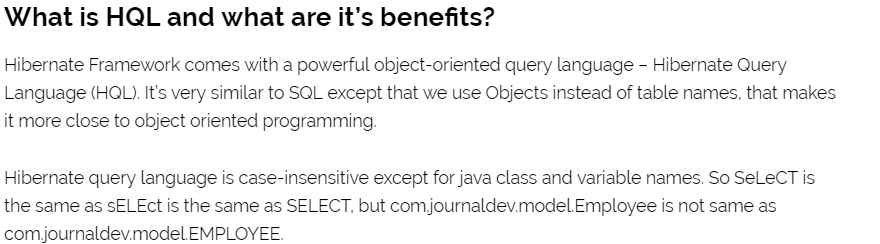 What is HQL and what are it's benefits?
Hibernate Framework comes with a powerful object-oriented query language – Hibernate Query
Language (HQL). It's very similar to SQL except that we use Objects instead of table names, that makes
it more close to object oriented programming.
Hibernate query language is case-insensitive except for java class and variable names. So SeLeCT is
the same as sELEct is the same as SELECT, but com.journaldev.model.Employee is not same as
com.journaldev.model.EMPLOYEE.